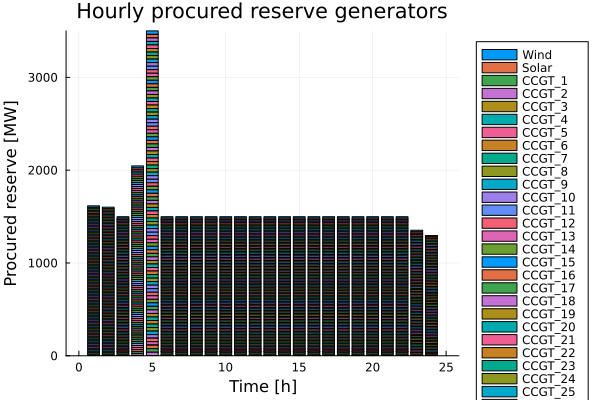 Hourly procured reserve generators
Procured reserve [MW]
3000
2000
1000
0
0 5 10 15 20 25
Time [h]
Wind
Solar
CCGT_1
CCGT_2
CCGT_3
CCGT_4
CCGT_5
CCGT_6
CCGT_7
CCGT_8
CCGT_9
CCGT_10
CCGT_11
CCGT_12
CCGT_13
CCGT_14
CCGT_15
CCGT_16
CCGT_17
CCGT_18
CCGT_19
CCGT_20
CCGT_21
CCGT_22
CCGT_23
CCGT_24
CCGT_25